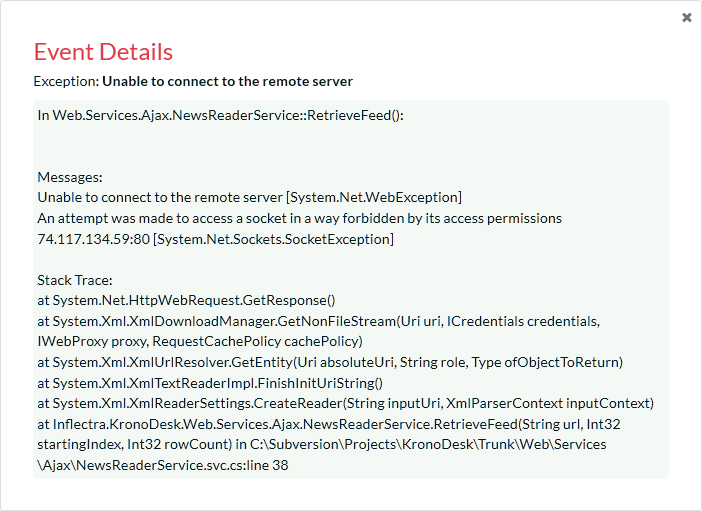 Event Details
Exception: Unable to connect to the remote server
In Web.Services.Ajax.NewsReaderService::RetrieveFeed():
Messages:
Unable to connect to the remote server [System.Net.WebException]
An attempt was made to access a socket in a way forbidden by its access permissions
74.117.134.59:80 [System.Net.Sockets.SocketException]
Stack Trace:
at System.Net.HttpWebRequest.GetResponse()
at System.Xml.XmlDownloadManager.GetNonFileStream(Uri uri, ICredentials credentials,
IWebProxy proxy, RequestCachePolicy cachePolicy)
at System.Xml.XmlUrlResolver.GetEntity(Uri absoluteUri, String role, Type ofObjectToReturn)
at System.Xml.XmlTextReaderImpl.FinishInitUriString()
at System.Xml.XmlReaderSettings.CreateReader(String inputUri, XmlParserContext inputContext)
at Inflectra.KronoDesk.Web.Services.Ajax.NewsReaderService.RetrieveFeed(String url, Int32
startingIndex, Int32 rowCount) in C:\Subversion\Projects\KronoDesk\Trunk\Web\Services
\Ajax\NewsReaderService.svc.cs:line 38